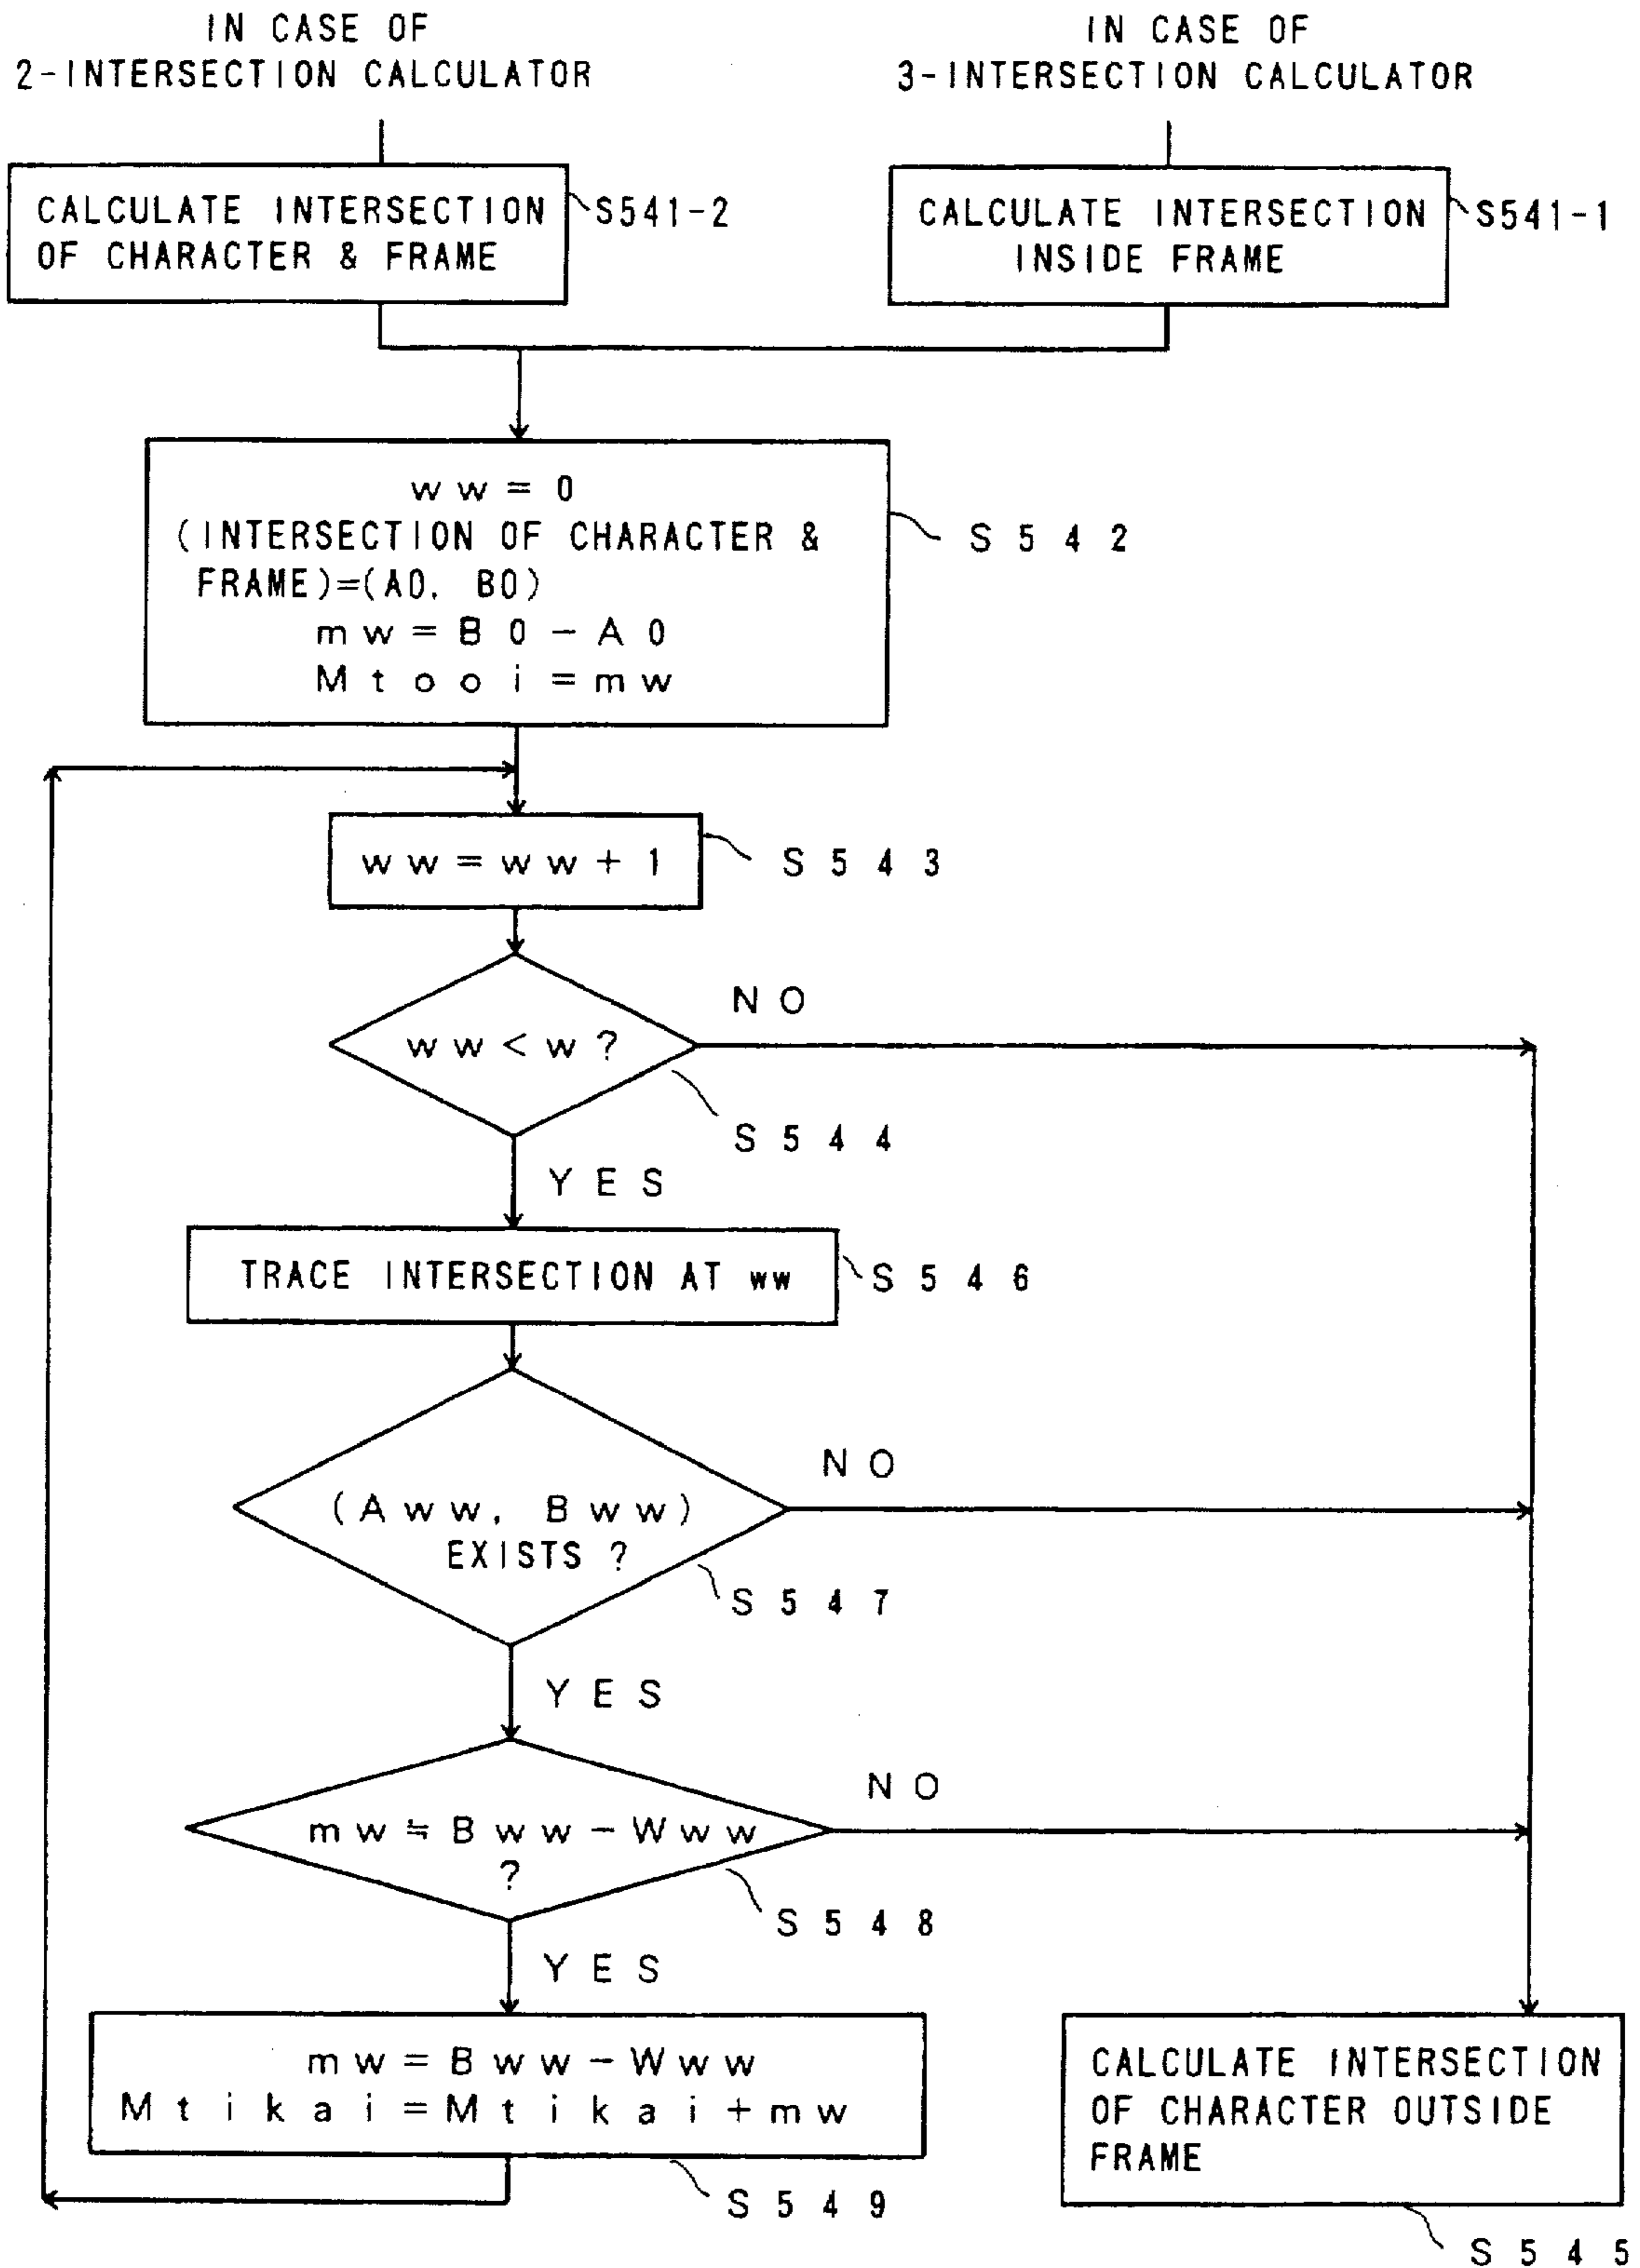 IN CASE OF
2-INTERSECTION CALCULATOR
IN CASE OF
3-INTERSECTION CALCULATOR
CALCULATE INTERSECTION
OF CHARACTER & FRAME
S541-2
CALCULATE INTERSECTION
INSIDE FRAME
S541-1
ww=0
(INTERSECTION OF CHARACTER &
FRAME)=(A0, B0)
mw=B0-A0
Mtooi=mw
S542
ww=ww+1
S543
ww<w?
NO
S544
YES
TRACE INTERSECTION AT ww
S546
(Aww, Bww)
EXISTS ?
NO
S547
YES
mw≒Bww-Www
?
NO
S548
YES
mw=Bww-Www
Mtikai=Mtikai+mw
S549
CALCULATE INTERSECTION
OF CHARACTER OUTSIDE
FRAME
S545